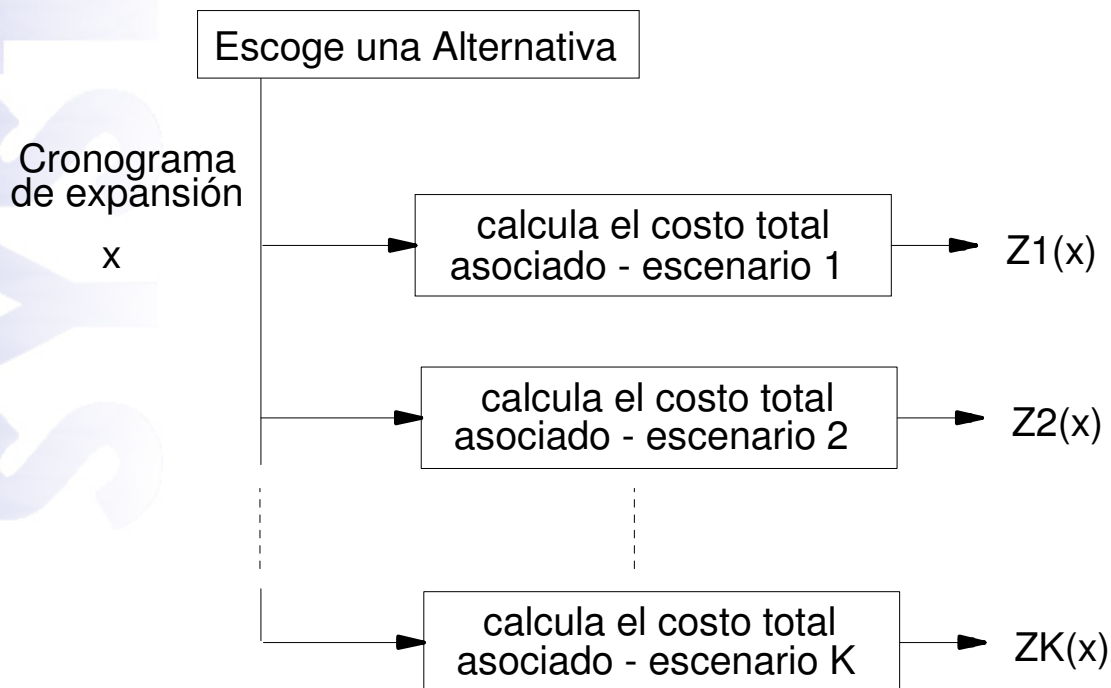 Escoge una Alternativa
Cronograma
de expansión
x
calcula el costo total
asociado - escenario 1
Z1(x)
calcula el costo total
asociado - escenario 2
Z2(x)
calcula el costo total
asociado - escenario K
ZK(x)